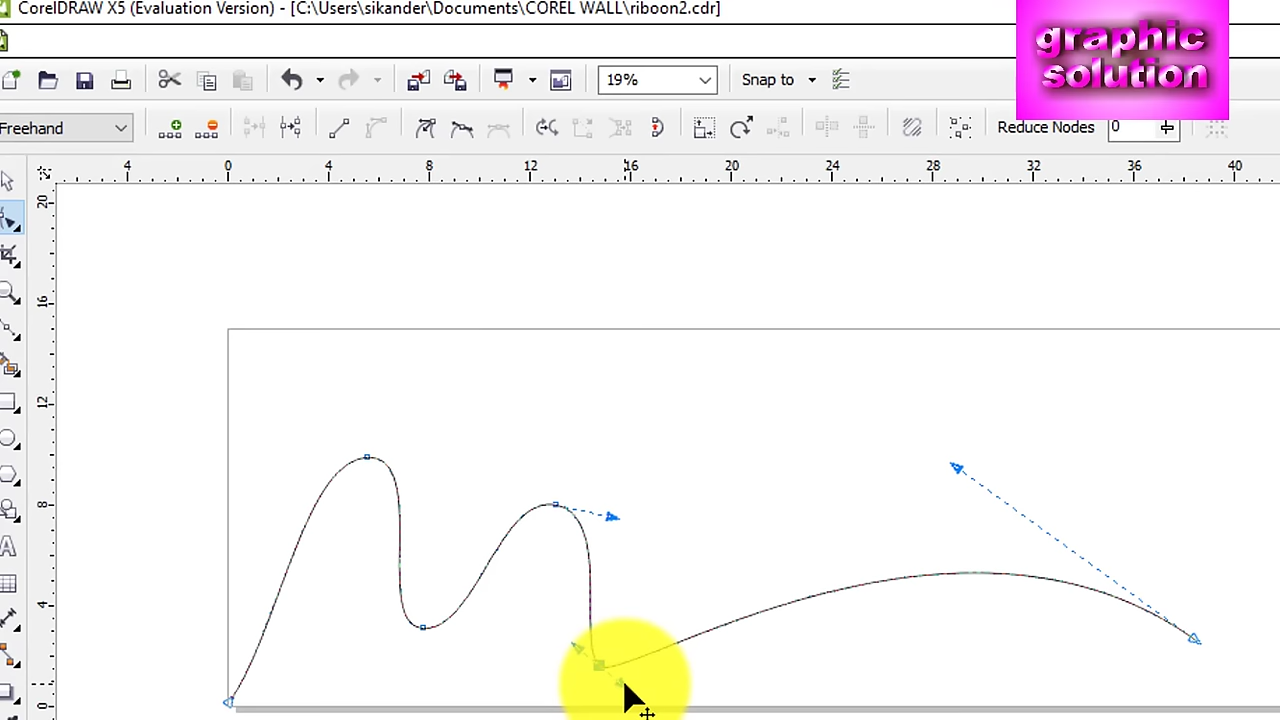 CorelDRAW X5 (Evaluation Version) - [C:\Users\sikander\Documents\COREL WALL\riboon2.cdr]
graphic
solution
19%
Snap to
Freehand
Reduce Nodes 0
4 0 4 8 12 16 20 24 28 32 36 40
20
16
12
8
4
0